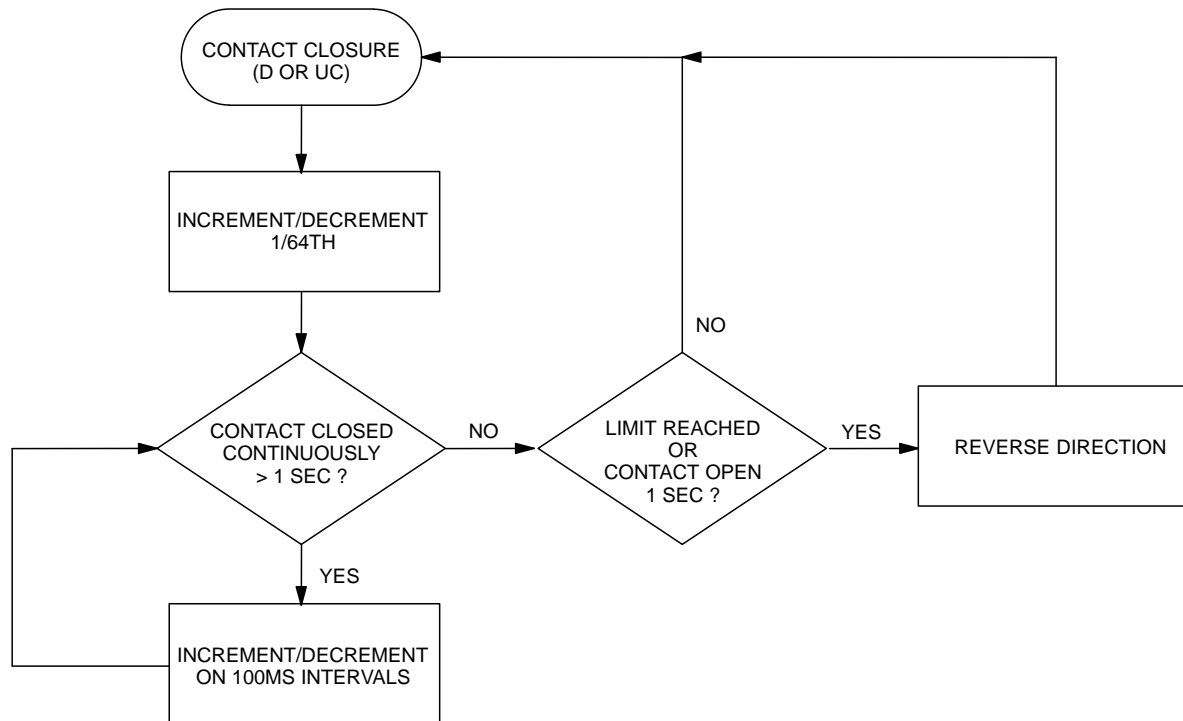 CONTACT CLOSURE
(D OR UC)
INCREMENT/DECREMENT
1/64TH
CONTACT CLOSED
CONTINUOUSLY
> 1 SEC ?
NO
YES
INCREMENT/DECREMENT
ON 100MS INTERVALS
LIMIT REACHED
OR
CONTACT OPEN
1 SEC ?
NO
YES
REVERSE DIRECTION